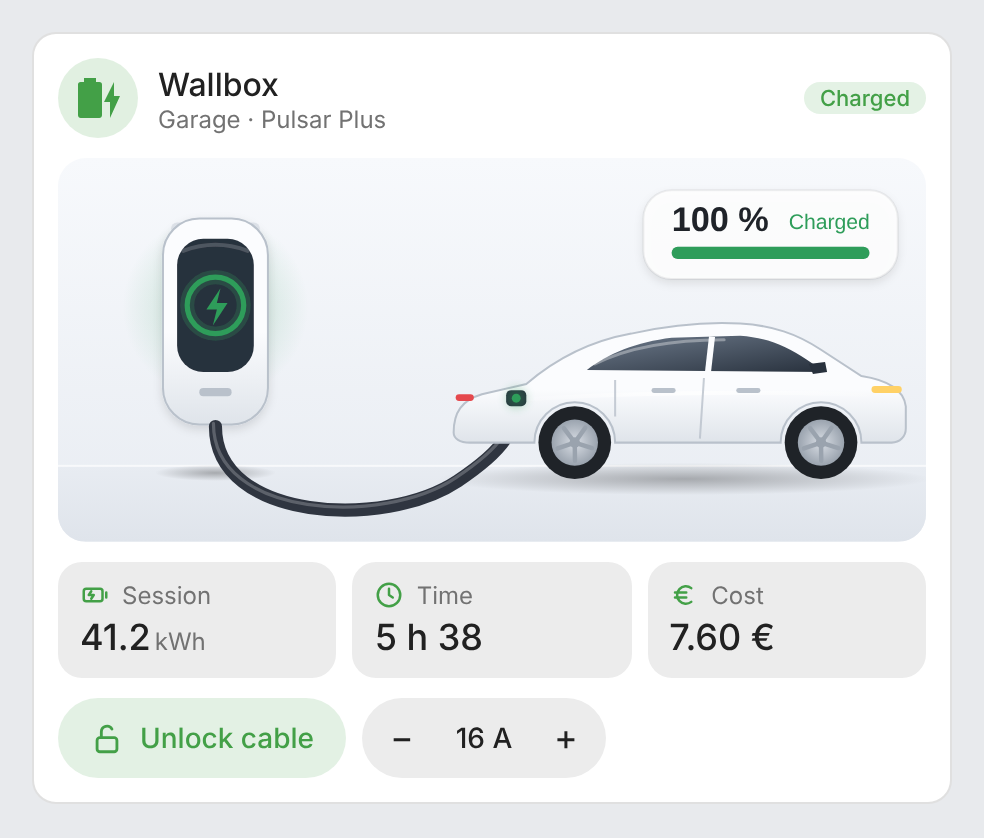 Wallbox
Garage · Pulsar Plus
Charged
100 % Charged
Session
41.2 kWh
Time
5 h 38
Cost
7.60 €
Unlock cable
− 16 A +